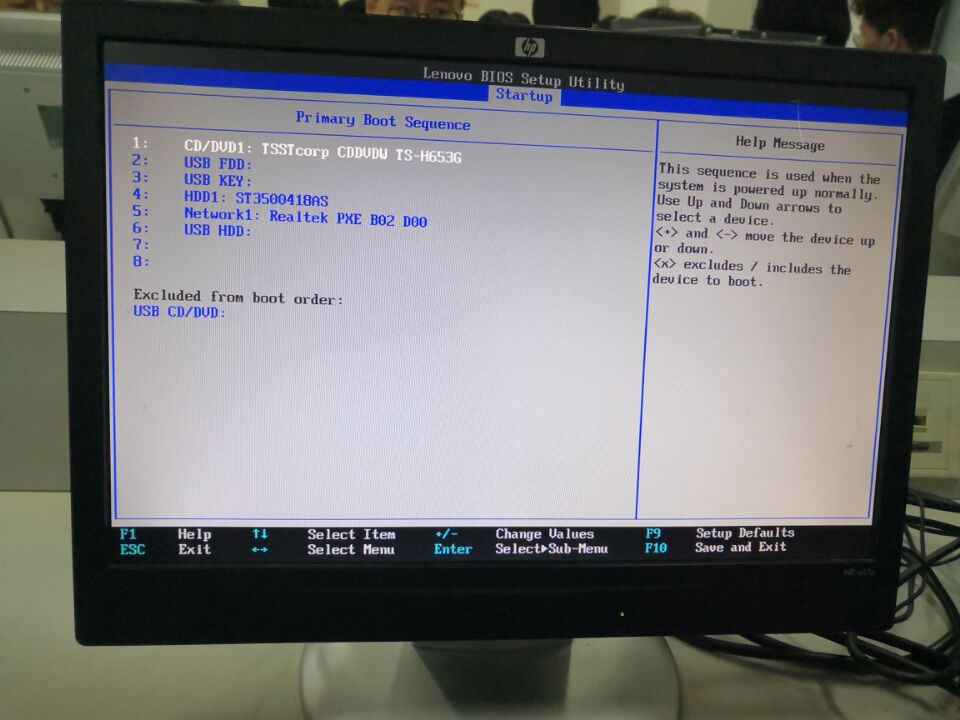 hp
Lenovo BIOS Setup Utility
Startup
Primary Boot Sequence
1: CD/DVD1: TSSTcorp CDDVDW TS-H653G
2: USB FDD:
3: USB KEY:
4: HDD1: ST3500418AS
5: Network1: Realtek PXE B02 D00
6: USB HDD:
7:
8:
Excluded from boot order:
USB CD/DVD:
Help Message
This sequence is used when the
system is powered up normally.
Use Up and Down arrows to
select a device.
<+> and <-> move the device up
or down.
<x> excludes / includes the
device to boot.
F1 Help ↑↓ Select Item +/- Change Values F9 Setup Defaults
ESC Exit ←→ Select Menu Enter Select▶Sub-Menu F10 Save and Exit